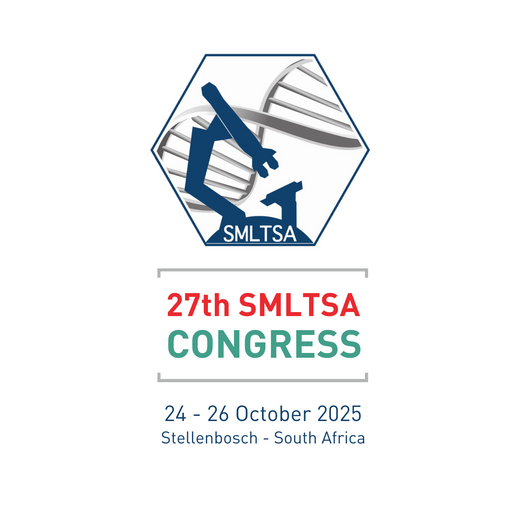 SMLTSA
27th SMLTSA
CONGRESS
24 - 26 October 2025
Stellenbosch - South Africa